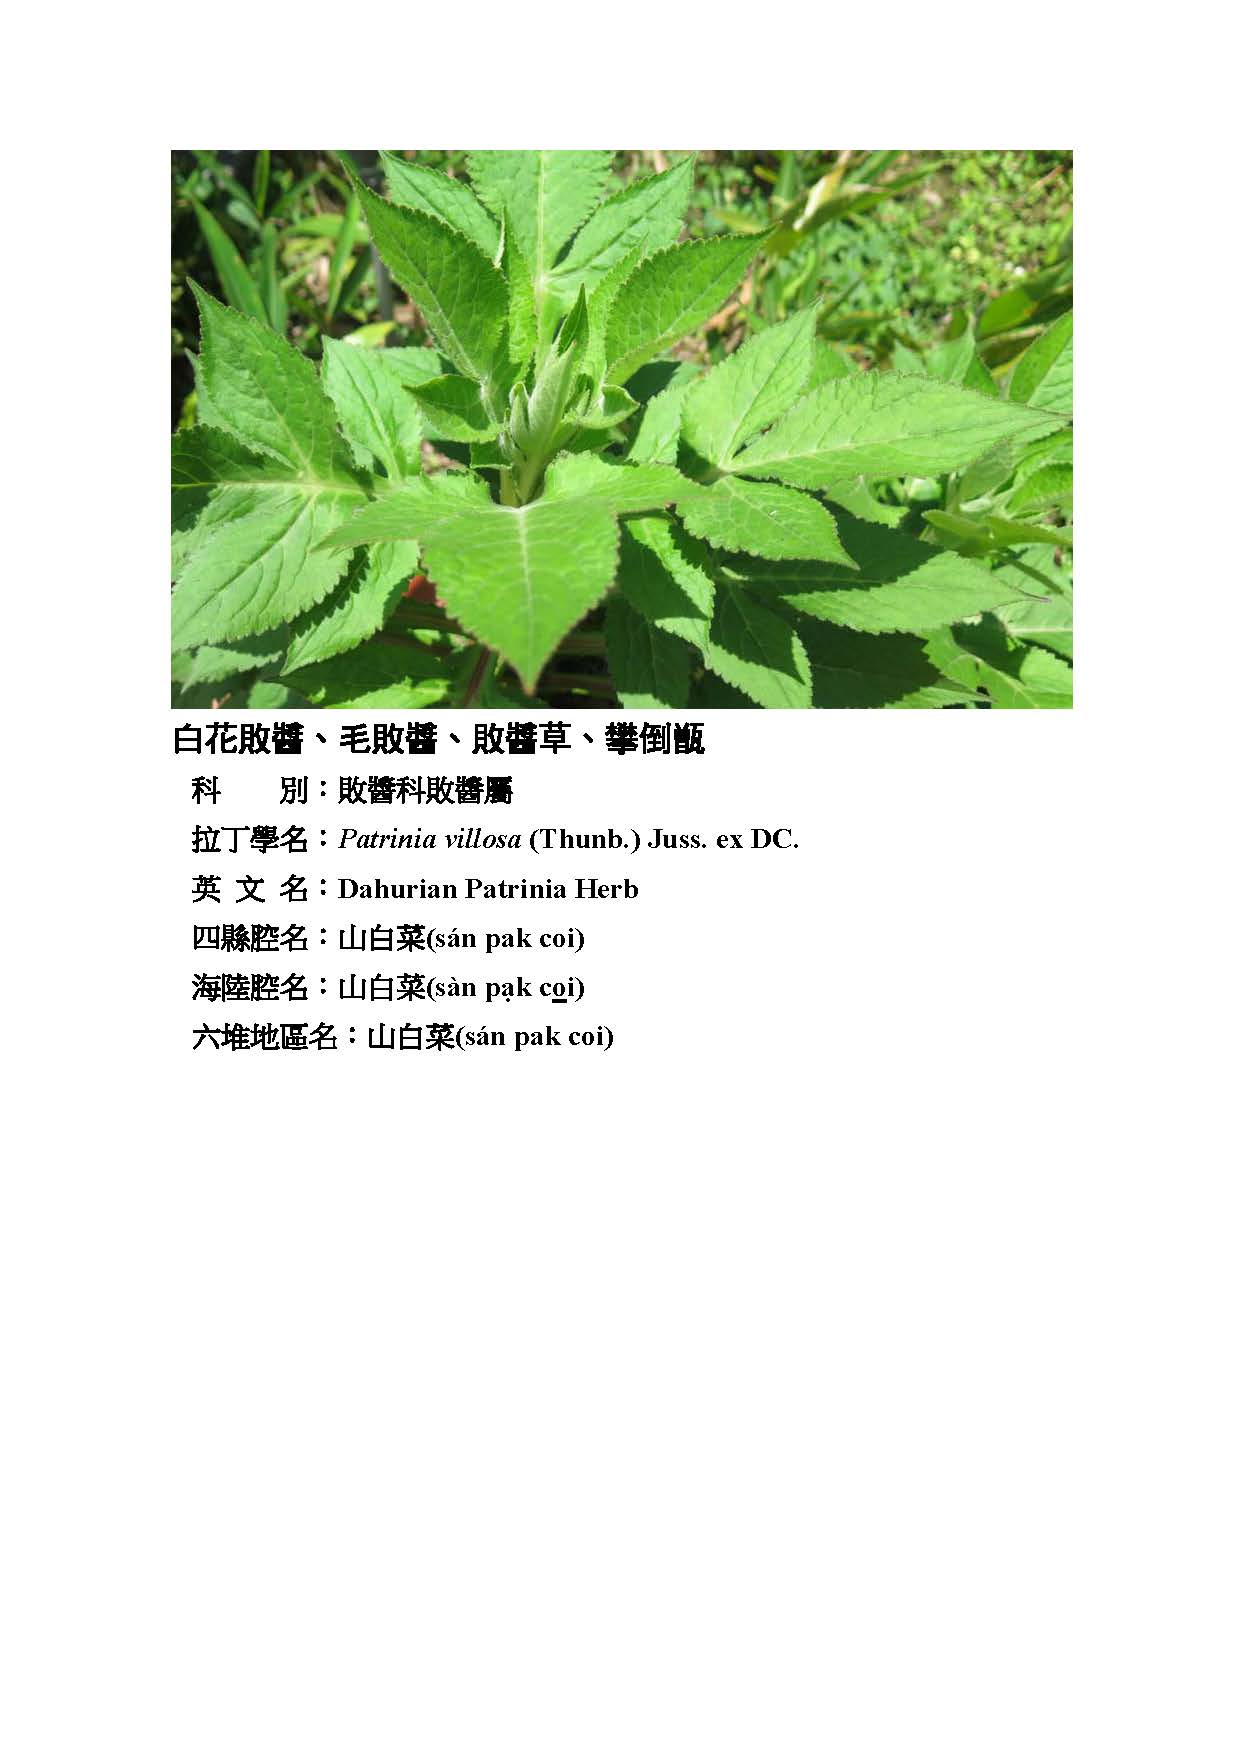 白花敗醬、毛敗醬、敗醬草、攀倒甑
科　　別：敗醬科敗醬屬
拉丁學名：Patrinia villosa (Thunb.) Juss. ex DC.
英 文 名：Dahurian Patrinia Herb
四縣腔名：山白菜(sán pak coi)
海陸腔名：山白菜(sàn pạk co̲i)
六堆地區名：山白菜(sán pak coi)